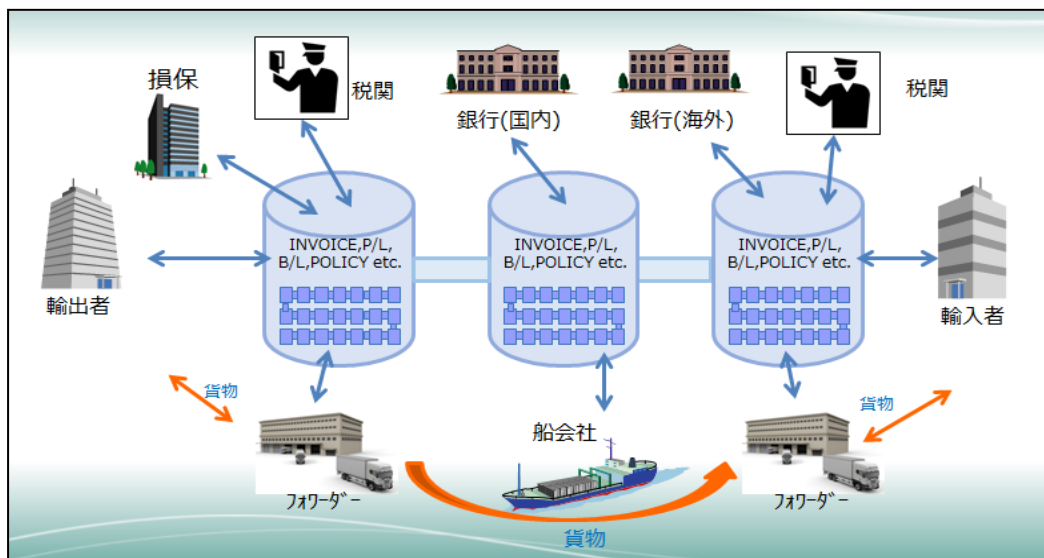 損保
税関
銀行(国内)
銀行(海外)
税関
INVOICE,P/L,
B/L,POLICY etc.
INVOICE,P/L,
B/L,POLICY etc.
INVOICE,P/L,
B/L,POLICY etc.
輸出者
輸入者
貨物
貨物
船会社
ﾌｫﾜｰﾀﾞｰ
ﾌｫﾜｰﾀﾞｰ
貨物